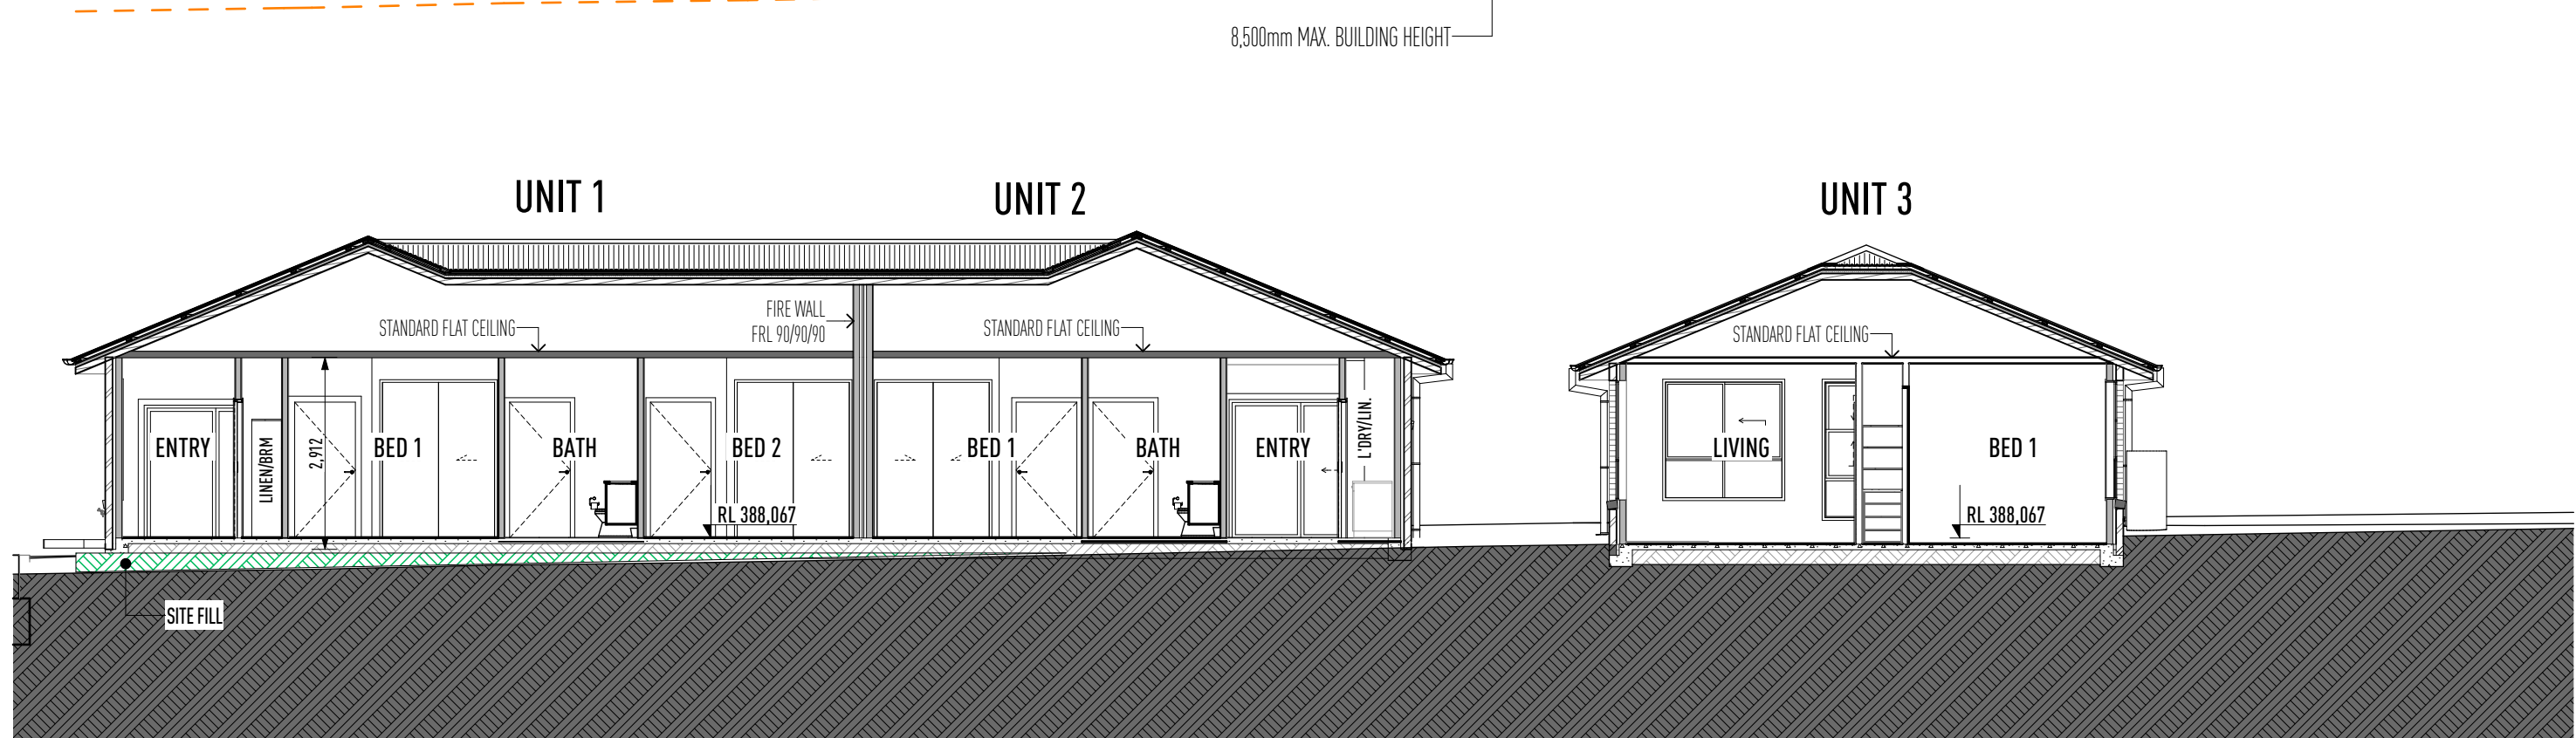 8,500mm MAX. BUILDING HEIGHT
UNIT 1
UNIT 2
UNIT 3
FIRE WALL
FRL 90/90/90
STANDARD FLAT CEILING
STANDARD FLAT CEILING
STANDARD FLAT CEILING
ENTRY
LINEN/BRM
2,912
BED 1
BATH
BED 2
BED 1
BATH
ENTRY
L'DRY/LIN.
LIVING
BED 1
RL 388,067
RL 388,067
SITE FILL